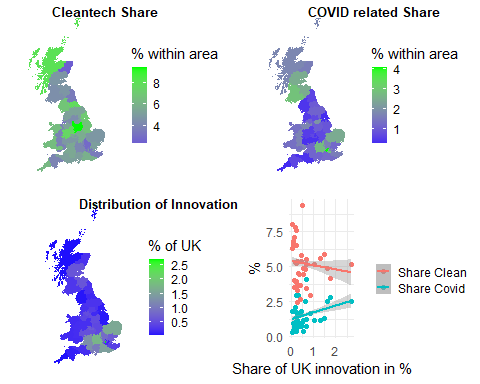 Cleantech Share
% within area
8
6
4
COVID related Share
% within area
4
3
2
1
Distribution of Innovation
% of UK
2.5
2.0
1.5
1.0
0.5
%
7.5
5.0
2.5
0.0
0 1 2
Share of UK innovation in %
Share Clean
Share Covid